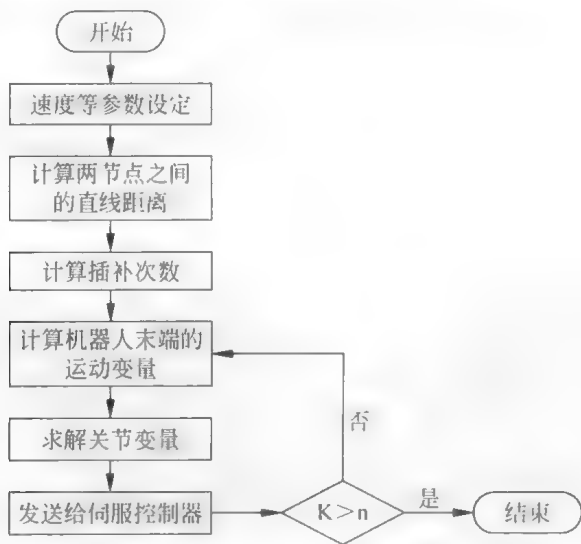 开始
速度等参数设定
计算两节点之间
的直线距离
计算插补次数
计算机器人末端的
运动变量
否
求解关节变量
发送给伺服控制器
K>n
是
结束